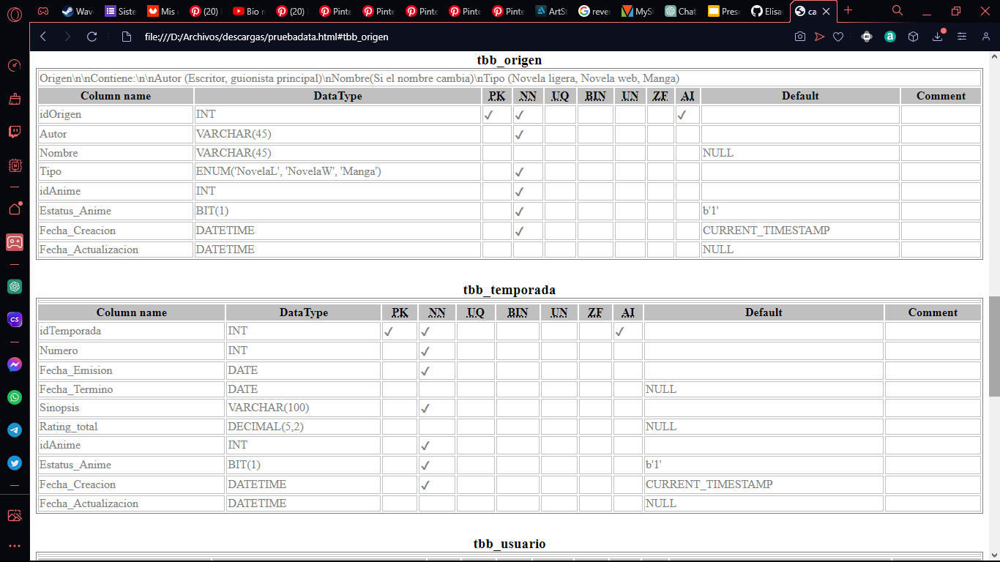 Wav
Siste
Mis
(20)
Bio r
(20)
Pinte
Pinte
Pinte
Pinte
Pinte
ArtSt
rever
MyS
Chat
Prese
Elisa
ca
file:///D:/Archivos/descargas/pruebadata.html#tbb_origen
tbb_origen
Origen\n\nContiene:\n\nAutor (Escritor, guionista principal)\nNombre(Si el nombre cambia)\nTipo (Novela ligera, Novela web, Manga)
Column name DataType PK NN UQ BIN UN ZF AI Default Comment
idOrigen INT ✓ ✓ ✓
Autor VARCHAR(45) ✓
Nombre VARCHAR(45) NULL
Tipo ENUM('NovelaL', 'NovelaW', 'Manga') ✓
idAnime INT ✓
Estatus_Anime BIT(1) ✓ b'1'
Fecha_Creacion DATETIME ✓ CURRENT_TIMESTAMP
Fecha_Actualizacion DATETIME NULL
tbb_temporada
Column name DataType PK NN UQ BIN UN ZF AI Default Comment
idTemporada INT ✓ ✓ ✓
Numero INT ✓
Fecha_Emision DATE ✓
Fecha_Termino DATE NULL
Sinopsis VARCHAR(100) ✓
Rating_total DECIMAL(5,2) NULL
idAnime INT ✓
Estatus_Anime BIT(1) ✓ b'1'
Fecha_Creacion DATETIME ✓ CURRENT_TIMESTAMP
Fecha_Actualizacion DATETIME NULL
tbb_usuario